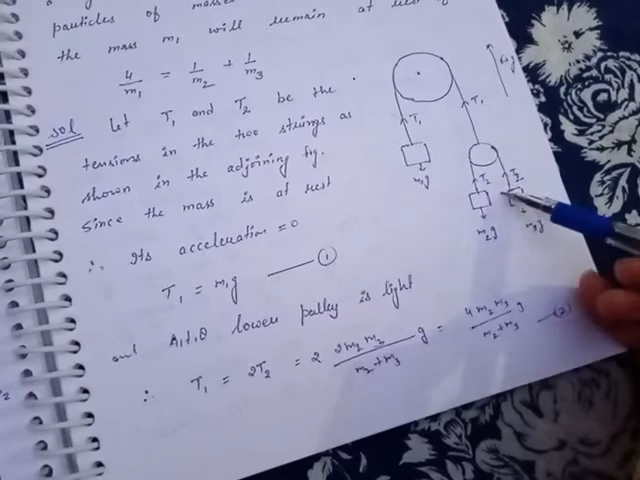 particles of masses
the mass m₁ will remain at rest
4/m₁ = 1/m₂ + 1/m₃
Sol Let T₁ and T₂ be the
tensions in the two strings as
shown in the adjoining fig.
Since the mass is at rest
∴ Its acceleration = 0
T₁ = m₁g — ①
and A,t,θ lower pulley is light
∴ T₁ = 2T₂ = 2 (2m₂m₃)/(m₂+m₃) g = (4m₂m₃)/(m₂+m₃) g — (2)
T₁
T₁
m₁g
T₂
T₂
m₂g
m₃g